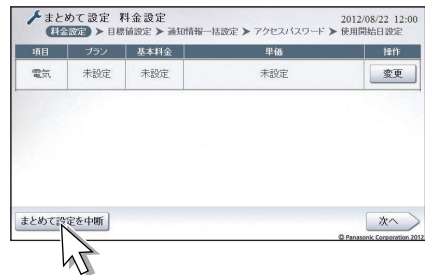 まとめて設定 料金設定 2012/08/22 12:00
料金設定 ➤ 目標値設定 ➤ 通知情報一括設定 ➤ アクセスパスワード ➤ 使用開始日設定
項目 プラン 基本料金 単価 操作
電気 未設定 未設定 未設定 変更
まとめて設定を中断 次へ
© Panasonic Corporation 2012